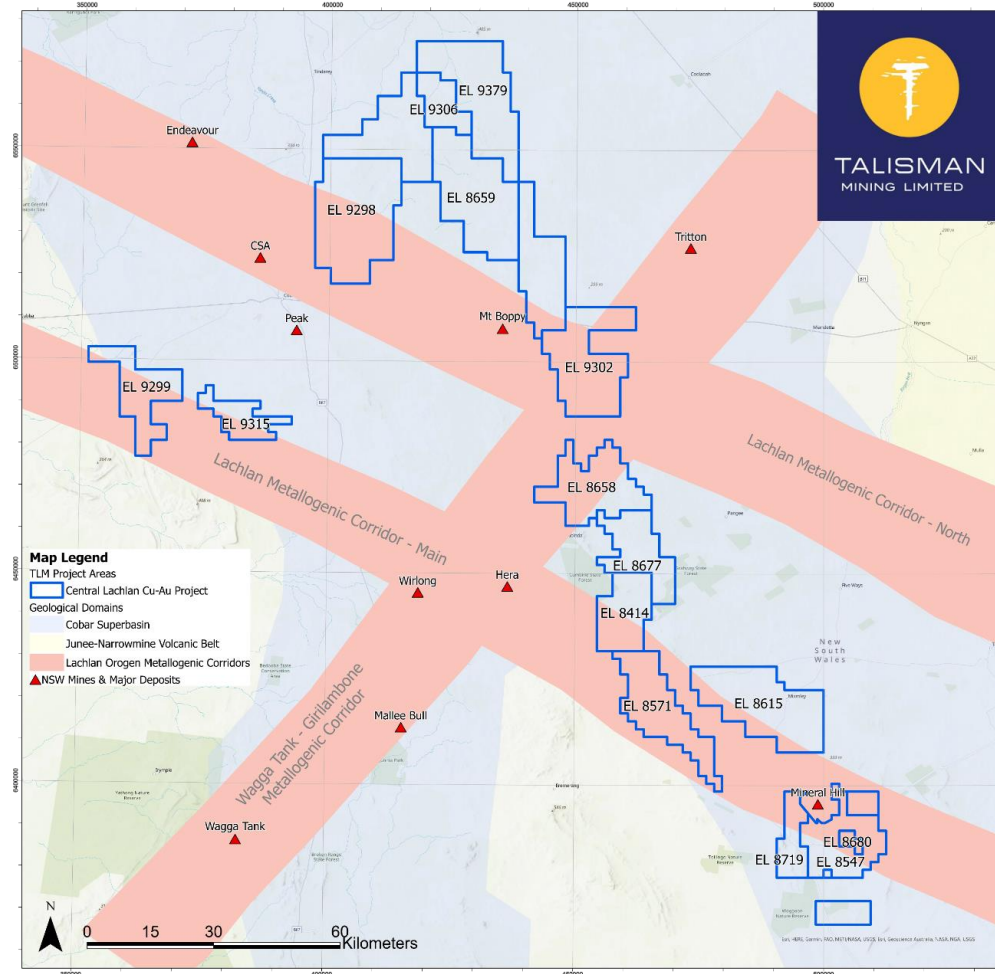 350000
400000
450000
500000
TALISMAN
MINING LIMITED
EL 9379
EL 9306
Endeavour
EL 8659
EL 9298
CSA
Tritton
Peak
Mt Boppy
EL 9302
EL 9299
EL 9315
Lachlan Metallogenic Corridor - Main
Lachlan Metallogenic Corridor - North
EL 8658
EL 8677
Wirlong
Hera
EL 8414
Map Legend
TLM Project Areas
Central Lachlan Cu-Au Project
Geological Domains
Cobar Superbasin
Junee-Narrowmine Volcanic Belt
Lachlan Orogen Metallogenic Corridors
NSW Mines & Major Deposits
New
South
Wales
EL 8571
EL 8615
Mallee Bull
Wagga Tank - Girilambone
Metallogenic Corridor
Wagga Tank
Mineral Hill
EL 8680
EL 8719
EL 8547
N
0 15 30 60
Kilometers